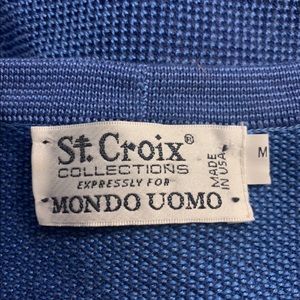 St. Croix®
COLLECTIONS
EXPRESSLY FOR
MONDO UOMO
MADE
IN USA
M